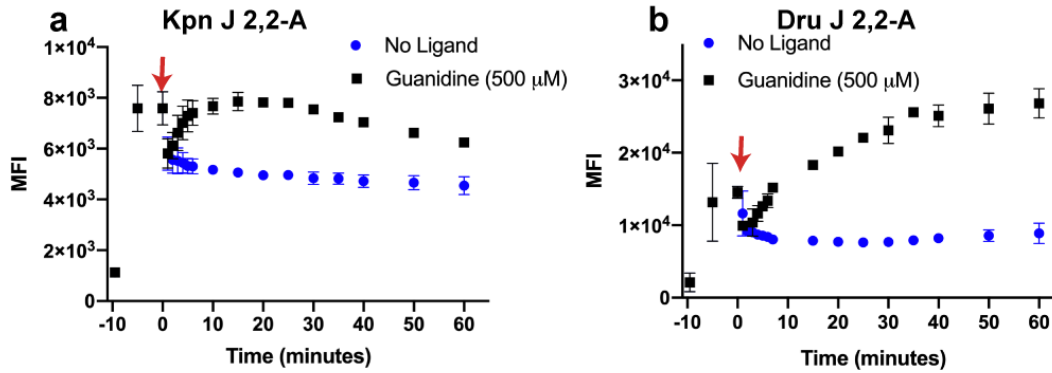 a Kpn J 2,2-A
No Ligand
Guanidine (500 μM)
1×10⁴
8×10³
6×10³
4×10³
2×10³
0
MFI
-10 0 10 20 30 40 50 60
Time (minutes)
b Dru J 2,2-A
No Ligand
Guanidine (500 μM)
3×10⁴
2×10⁴
1×10⁴
0
MFI
-10 0 10 20 30 40 50 60
Time (minutes)